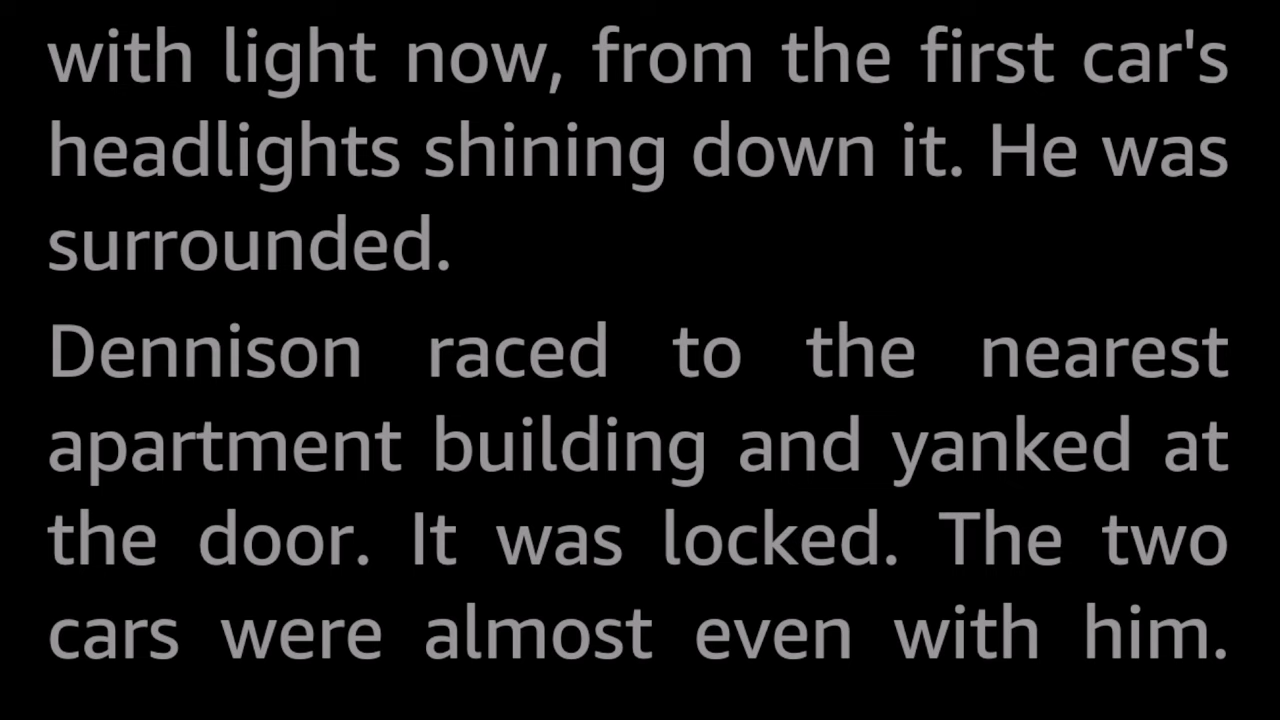 with light now, from the first car's
headlights shining down it. He was
surrounded.
Dennison raced to the nearest
apartment building and yanked at
the door. It was locked. The two
cars were almost even with him.